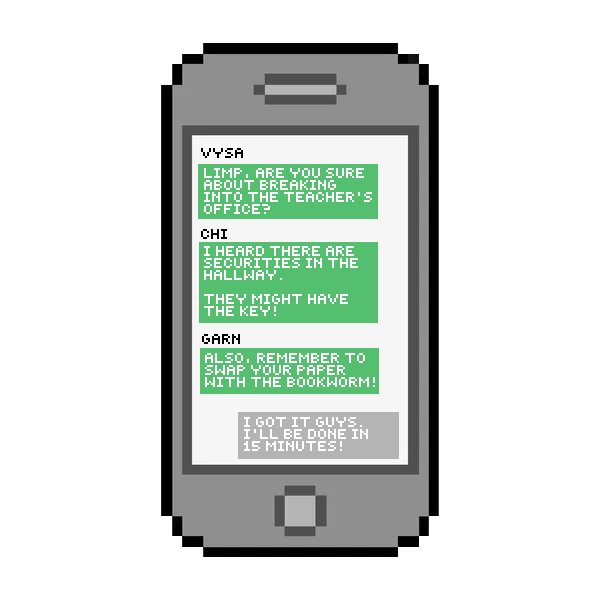 VYSA
LIMP, ARE YOU SURE
ABOUT BREAKING
INTO THE TEACHER'S
OFFICE?
CHI
I HEARD THERE ARE
SECURITIES IN THE
HALLWAY.
THEY MIGHT HAVE
THE KEY!
GARN
ALSO, REMEMBER TO
SWAP YOUR PAPER
WITH THE BOOKWORM!
I GOT IT GUYS.
I'LL BE DONE IN
15 MINUTES!